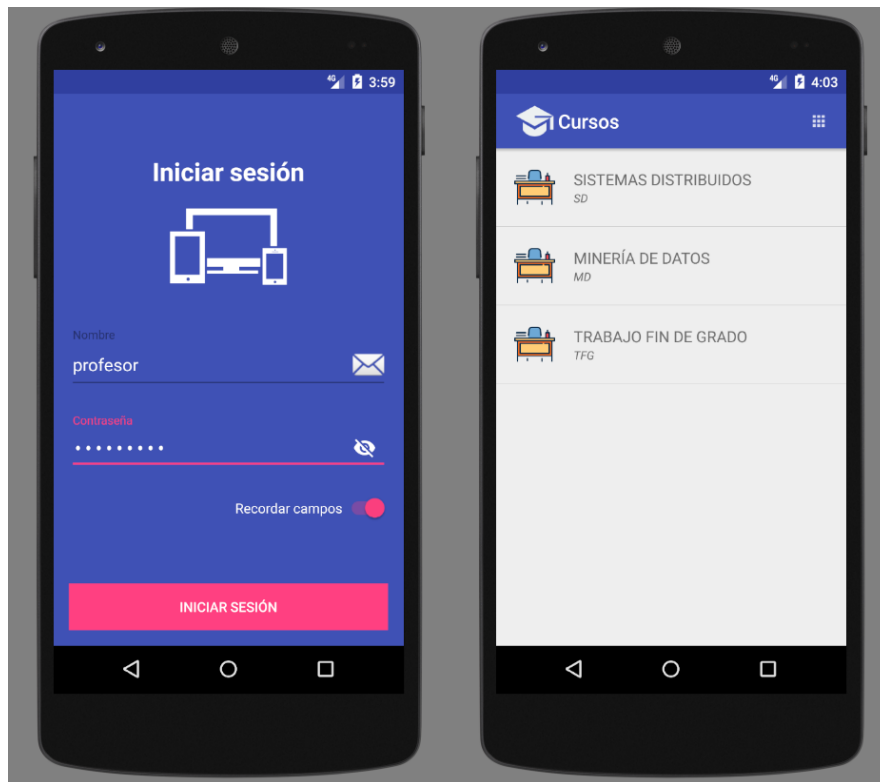 4G 3:59
Iniciar sesión
Nombre
profesor
Contraseña
•••••••••
Recordar campos
INICIAR SESIÓN
4G 4:03
Cursos
SISTEMAS DISTRIBUIDOS
SD
MINERÍA DE DATOS
MD
TRABAJO FIN DE GRADO
TFG